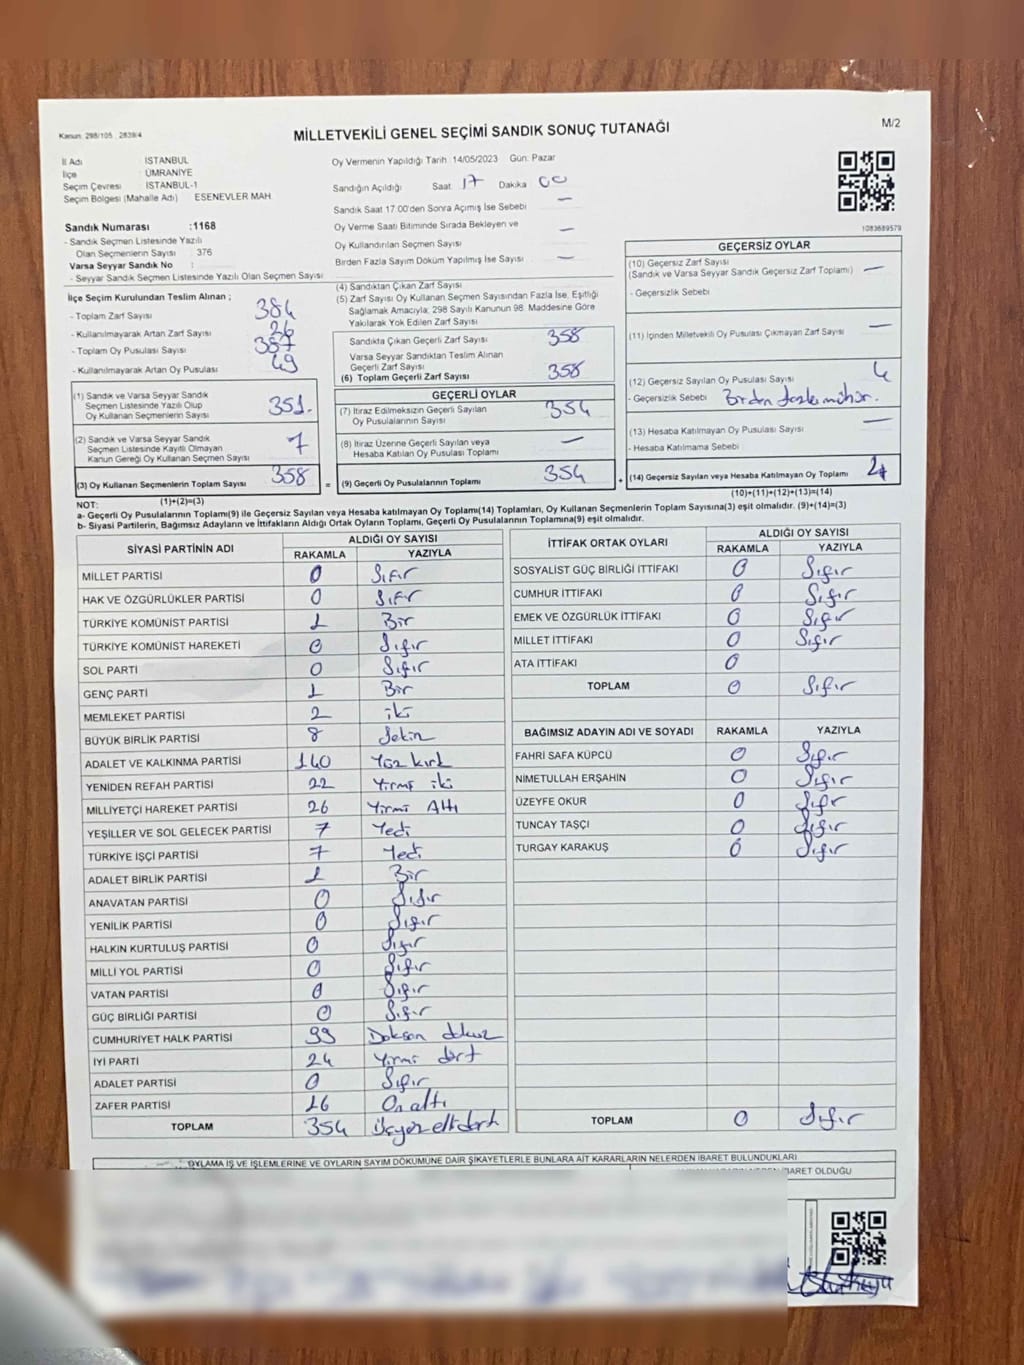 Kanun: 298/105 2839/4
MİLLETVEKİLİ GENEL SEÇİMİ SANDIK SONUÇ TUTANAĞI
M/2
İl Adı İSTANBUL
İlçe ÜMRANİYE
Seçim Çevresi İSTANBUL-1
Seçim Bölgesi (Mahalle Adı) ESENEVLER MAH
Sandık Numarası :1168
- Sandık Seçmen Listesinde Yazılı
Olan Seçmenlerin Sayısı : 376
Varsa Seyyar Sandık No :
- Seyyar Sandık Seçmen Listesinde Yazılı Olan Seçmen Sayısı
Oy Vermenin Yapıldığı Tarih 14/05/2023 Gün: Pazar
Sandığın Açıldığı Saat 17 Dakika 00
Sandık Saat 17:00'den Sonra Açımış İse Sebebi —
Oy Verme Saati Bitiminde Sırada Bekleyen ve
Oy Kullandırılan Seçmen Sayısı —
Birden Fazla Sayım Döküm Yapılmış İse Sayısı —
1083689579
İlçe Seçim Kurulundan Teslim Alınan ;
- Toplam Zarf Sayısı 384
- Kullanılmayarak Artan Zarf Sayısı 26
- Toplam Oy Pusulası Sayısı
- Kullanılmayarak Artan Oy Pusulası 49
(1) Sandık ve Varsa Seyyar Sandık
Seçmen Listesinde Yazılı Olup
Oy Kullanan Seçmenlerin Sayısı 351.
(2) Sandık ve Varsa Seyyar Sandık
Seçmen Listesinde Kayıtlı Olmayan
Kanun Gereği Oy Kullanan Seçmen Sayısı 7
(3) Oy Kullanan Seçmenlerin Toplam Sayısı 358
(1)+(2)=(3)
(4) Sandıktan Çıkan Zarf Sayısı
(5) Zarf Sayısı Oy Kullanan Seçmen Sayısından Fazla İse, Eşitliği
Sağlamak Amacıyla; 298 Sayılı Kanunun 98. Maddesine Göre
Yakılarak Yok Edilen Zarf Sayısı
Sandıkta Çıkan Geçerli Zarf Sayısı 358
Varsa Seyyar Sandıktan Teslim Alınan
Geçerli Zarf Sayısı
(6) Toplam Geçerli Zarf Sayısı 358
GEÇERLİ OYLAR
(7) İtiraz Edilmeksizin Geçerli Sayılan
Oy Pusulalarının Sayısı 354
(8) İtiraz Üzerine Geçerli Sayılan veya
Hesaba Katılan Oy Pusulası Toplamı —
= (9) Geçerli Oy Pusulalarının Toplamı 354 +
GEÇERSİZ OYLAR
(10) Geçersiz Zarf Sayısı
(Sandık ve Varsa Seyyar Sandık Geçersiz Zarf Toplamı) —
- Geçersizlik Sebebi
(11) İçinden Milletvekili Oy Pusulası Çıkmayan Zarf Sayısı —
(12) Geçersiz Sayılan Oy Pusulası Sayısı 4
- Geçersizlik Sebebi Birden fazla mühür.
(13) Hesaba Katılmayan Oy Pusulası Sayısı —
- Hesaba Katılmama Sebebi
(14) Geçersiz Sayılan veya Hesaba Katılmayan Oy Toplamı 4
(10)+(11)+(12)+(13)=(14)
NOT:
a- Geçerli Oy Pusulalarının Toplamı(9) ile Geçersiz Sayılan veya Hesaba katılmayan Oy Toplamı(14) Toplamları, Oy Kullanan Seçmenlerin Toplam Sayısına(3) eşit olmalıdır. (9)+(14)=(3)
b- Siyasi Partilerin, Bağımsız Adayların ve İttifakların Aldığı Ortak Oyların Toplamı, Geçerli Oy Pusulalarının Toplamına(9) eşit olmalıdır.
SİYASİ PARTİNİN ADI ALDIĞI OY SAYISI
RAKAMLA YAZIYLA
MİLLET PARTİSİ 0 Sıfır
HAK VE ÖZGÜRLÜKLER PARTİSİ 0 Sıfır
TÜRKİYE KOMÜNİST PARTİSİ 1 Bir
TÜRKİYE KOMÜNİST HAREKETİ 0 Sıfır
SOL PARTİ 0 Sıfır
GENÇ PARTİ 1 Bir
MEMLEKET PARTİSİ 2 iki
BÜYÜK BİRLİK PARTİSİ 8 Sekiz
ADALET VE KALKINMA PARTİSİ 140 Yüz kırk
YENİDEN REFAH PARTİSİ 22 Yirmi iki
MİLLİYETÇİ HAREKET PARTİSİ 26 Yirmi Altı
YEŞİLLER VE SOL GELECEK PARTİSİ 7 Yedi
TÜRKİYE İŞÇİ PARTİSİ 7 Yedi
ADALET BİRLİK PARTİSİ 1 Bir
ANAVATAN PARTİSİ 0 Sıfır
YENİLİK PARTİSİ 0 Sıfır
HALKIN KURTULUŞ PARTİSİ 0 Sıfır
MİLLİ YOL PARTİSİ 0 Sıfır
VATAN PARTİSİ 0 Sıfır
GÜÇ BİRLİĞİ PARTİSİ 0 Sıfır
CUMHURİYET HALK PARTİSİ 99 Doksan dokuz
İYİ PARTİ 24 Yirmi dört
ADALET PARTİSİ 0 Sıfır
ZAFER PARTİSİ 16 On altı
TOPLAM 354 Üçyüz elli dört
İTTİFAK ORTAK OYLARI ALDIĞI OY SAYISI
RAKAMLA YAZIYLA
SOSYALİST GÜÇ BİRLİĞİ İTTİFAKI 0 Sıfır
CUMHUR İTTİFAKI 0 Sıfır
EMEK VE ÖZGÜRLÜK İTTİFAKI 0 Sıfır
MİLLET İTTİFAKI 0 Sıfır
ATA İTTİFAKI 0
TOPLAM 0 Sıfır
BAĞIMSIZ ADAYIN ADI VE SOYADI RAKAMLA YAZIYLA
FAHRİ SAFA KÜPCÜ 0 Sıfır
NİMETULLAH ERŞAHİN 0 Sıfır
ÜZEYFE OKUR 0 Sıfır
TUNCAY TAŞÇI 0 Sıfır
TURGAY KARAKUŞ 0 Sıfır
TOPLAM 0 Sıfır
OYLAMA İŞ VE İŞLEMLERİNE VE OYLARIN SAYIM DÖKÜMÜNE DAİR ŞİKAYETLERLE BUNLARA AİT KARARLARIN NELERDEN İBARET BULUNDUKLARI
İBARET OLDUĞU